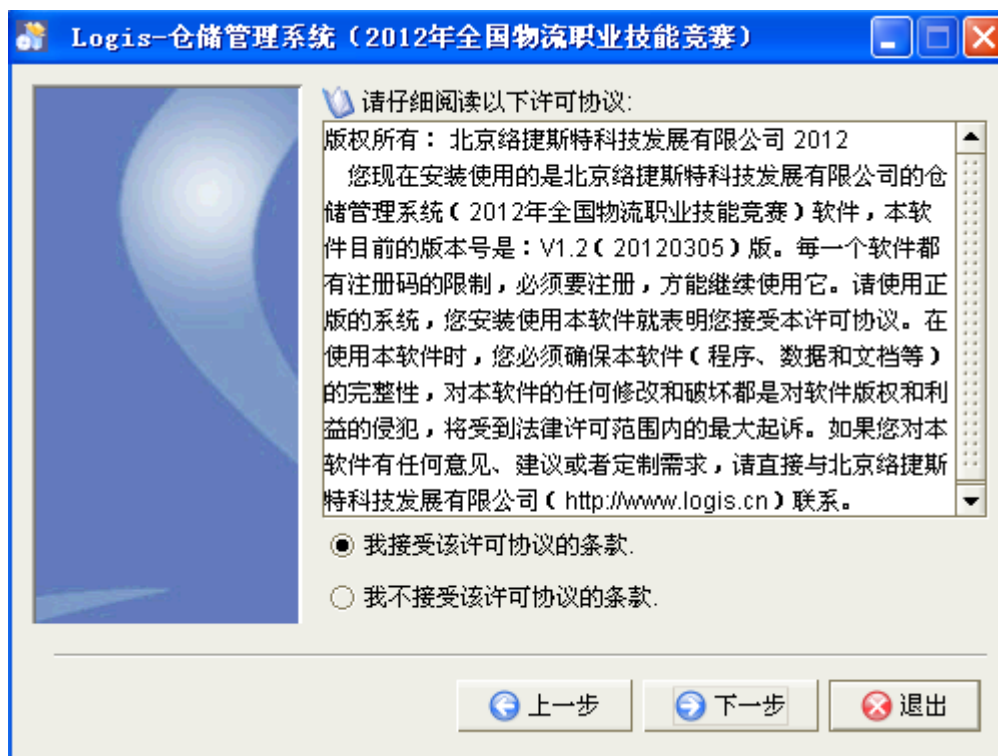 Logis-仓储管理系统（2012年全国物流职业技能竞赛）
请仔细阅读以下许可协议:
版权所有： 北京络捷斯特科技发展有限公司 2012
您现在安装使用的是北京络捷斯特科技发展有限公司的仓
储管理系统（2012年全国物流职业技能竞赛）软件，本软
件目前的版本号是：V1.2（20120305）版。每一个软件都
有注册码的限制，必须要注册，方能继续使用它。请使用正
版的系统，您安装使用本软件就表明您接受本许可协议。在
使用本软件时，您必须确保本软件（程序、数据和文档等）
的完整性，对本软件的任何修改和破坏都是对软件版权和利
益的侵犯，将受到法律许可范围内的最大起诉。如果您对本
软件有任何意见、建议或者定制需求，请直接与北京络捷斯
特科技发展有限公司（http://www.logis.cn）联系。
我接受该许可协议的条款.
我不接受该许可协议的条款.
上一步 下一步 退出